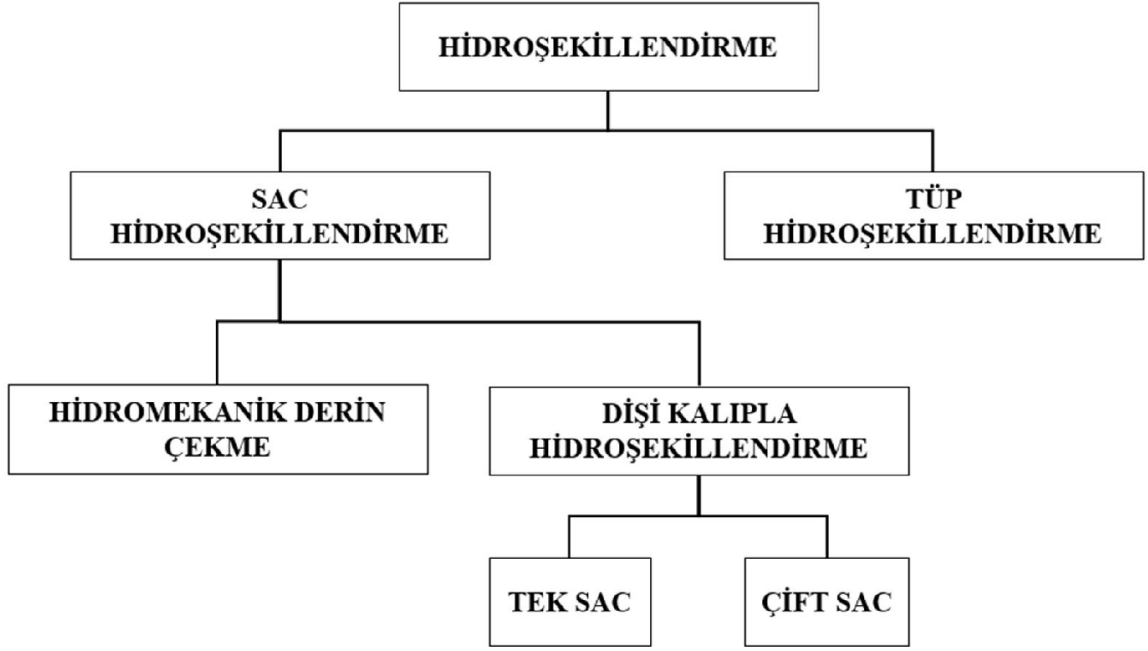 HİDROŞEKİLLENDİRME
SAC
HİDROŞEKİLLENDİRME
TÜP
HİDROŞEKİLLENDİRME
HİDROMEKANİK DERİN
ÇEKME
DİŞİ KALIPLA
HİDROŞEKİLLENDİRME
TEK SAC
ÇİFT SAC